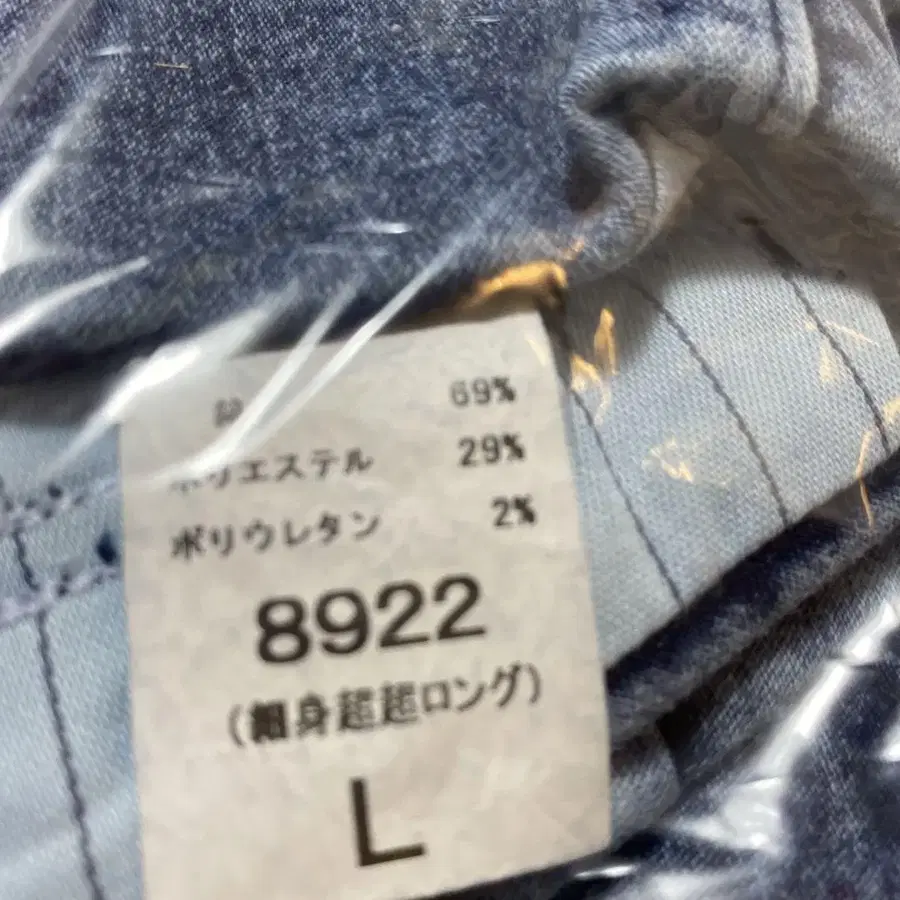 69%
ポリエステル 29%
ポリウレタン 2%
8922
(細身超超ロング)
L